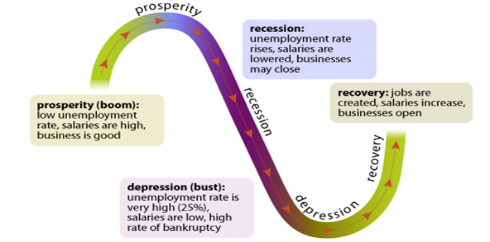 prosperity
recession:
unemployment rate
rises, salaries are
lowered, businesses
may close
prosperity (boom):
low unemployment
rate, salaries are high,
business is good
recession
recovery: jobs are
created, salaries increase,
businesses open
depression (bust):
unemployment rate is
very high (25%),
salaries are low, high
rate of bankruptcy
depression
recovery